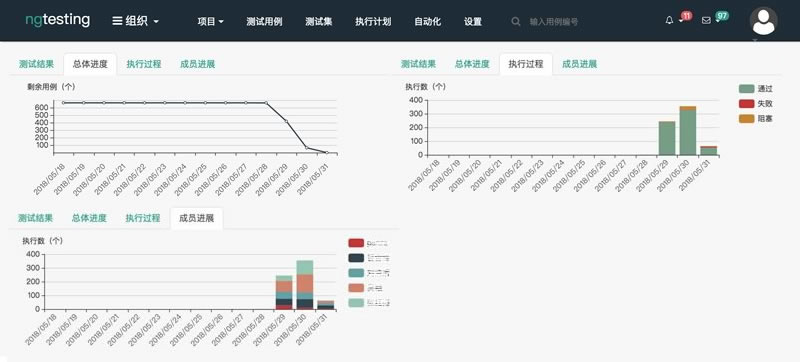 ngtesting 组织 项目 测试用例 测试集 执行计划 自动化 设置 输入用例编号 11 97
测试结果 总体进度 执行过程 成员进展
剩余用例（个）
600
500
400
300
200
100
2018/05/18 2018/05/19 2018/05/20 2018/05/21 2018/05/22 2018/05/23 2018/05/24 2018/05/25 2018/05/26 2018/05/27 2018/05/28 2018/05/29 2018/05/30 2018/05/31
测试结果 总体进度 执行过程 成员进展
执行数（个）
通过
失败
阻塞
400
300
200
100
0
2018/05/18 2018/05/19 2018/05/20 2018/05/21 2018/05/22 2018/05/23 2018/05/24 2018/05/25 2018/05/26 2018/05/27 2018/05/28 2018/05/29 2018/05/30 2018/05/31
测试结果 总体进度 执行过程 成员进展
执行数（个）
400
300
200
100
0
2018/05/18 2018/05/19 2018/05/20 2018/05/21 2018/05/22 2018/05/23 2018/05/24 2018/05/25 2018/05/26 2018/05/27 2018/05/28 2018/05/29 2018/05/30 2018/05/31